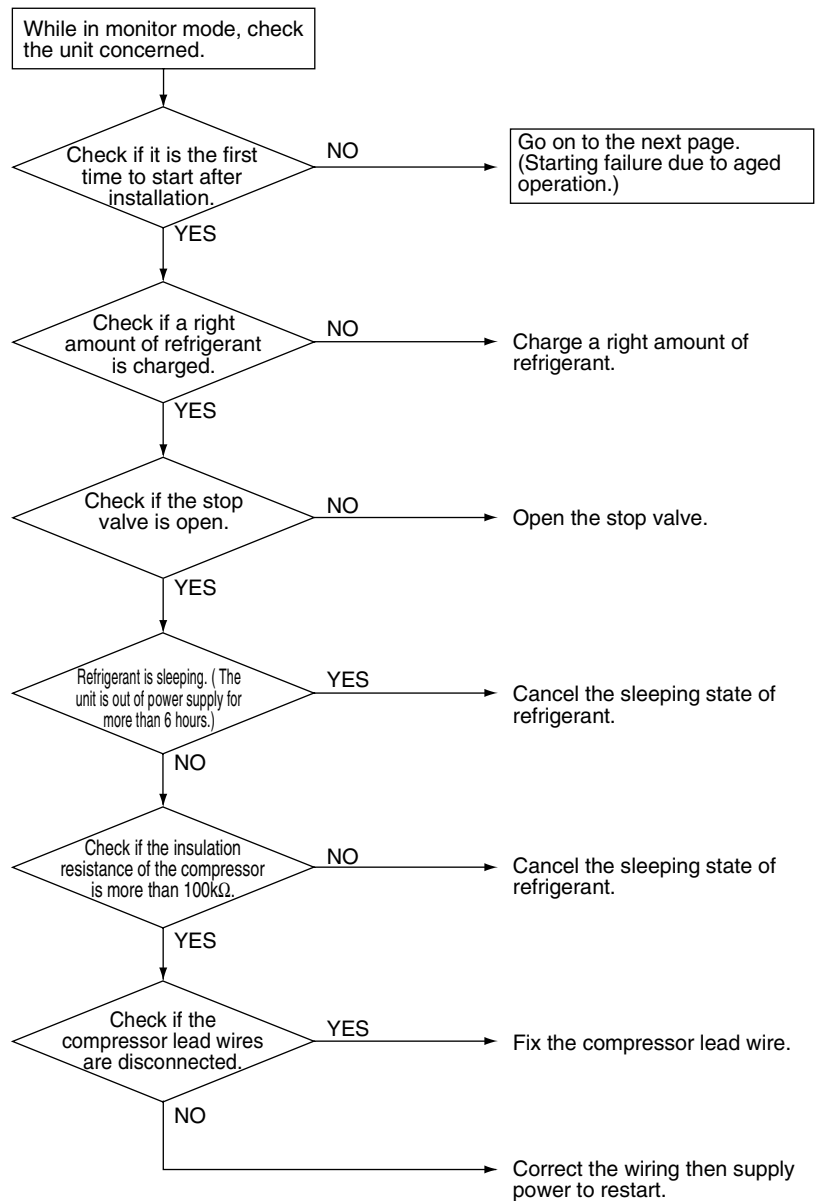 While in monitor mode, check
the unit concerned.
Check if it is the first
time to start after
installation.
NO
Go on to the next page.
(Starting failure due to aged
operation.)
YES
Check if a right
amount of refrigerant
is charged.
NO
Charge a right amount of
refrigerant.
YES
Check if the stop
valve is open.
NO
Open the stop valve.
YES
Refrigerant is sleeping. ( The
unit is out of power supply for
more than 6 hours.)
YES
Cancel the sleeping state of
refrigerant.
NO
Check if the insulation
resistance of the compressor
is more than 100kΩ.
NO
Cancel the sleeping state of
refrigerant.
YES
Check if the
compressor lead wires
are disconnected.
YES
Fix the compressor lead wire.
NO
Correct the wiring then supply
power to restart.